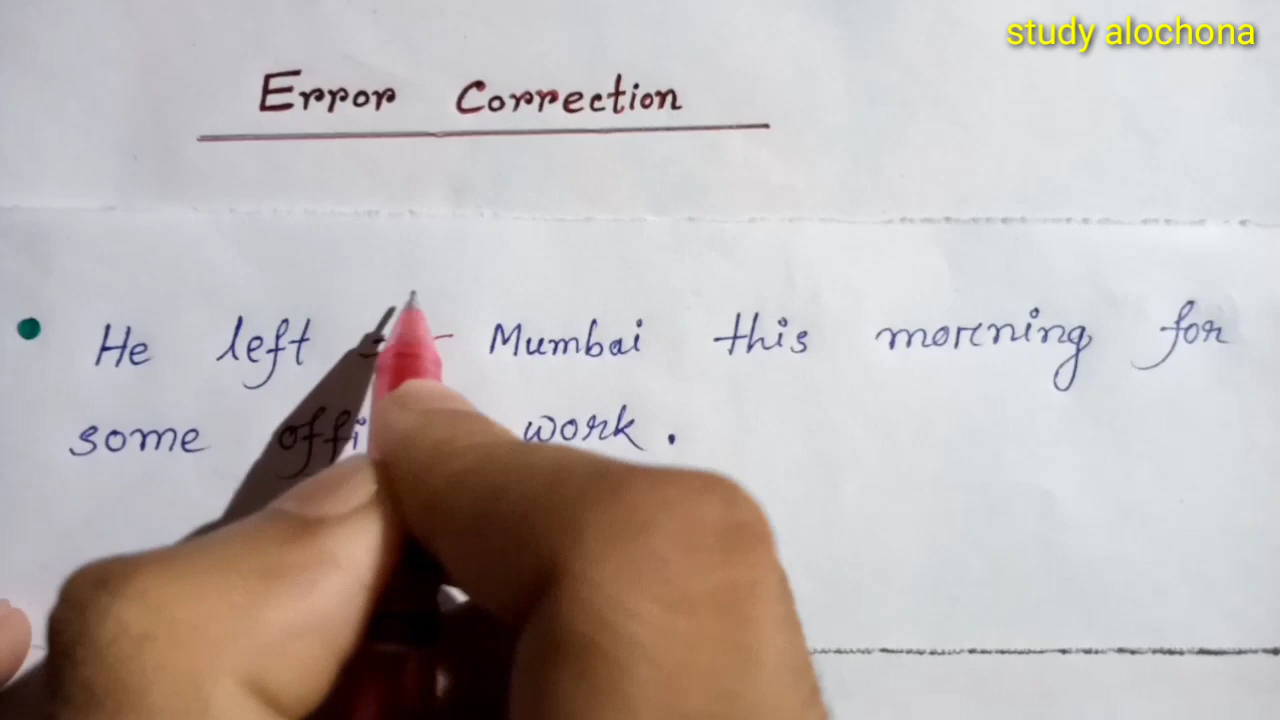 study alochona
Error Correction
He left Mumbai this morning for
some work.